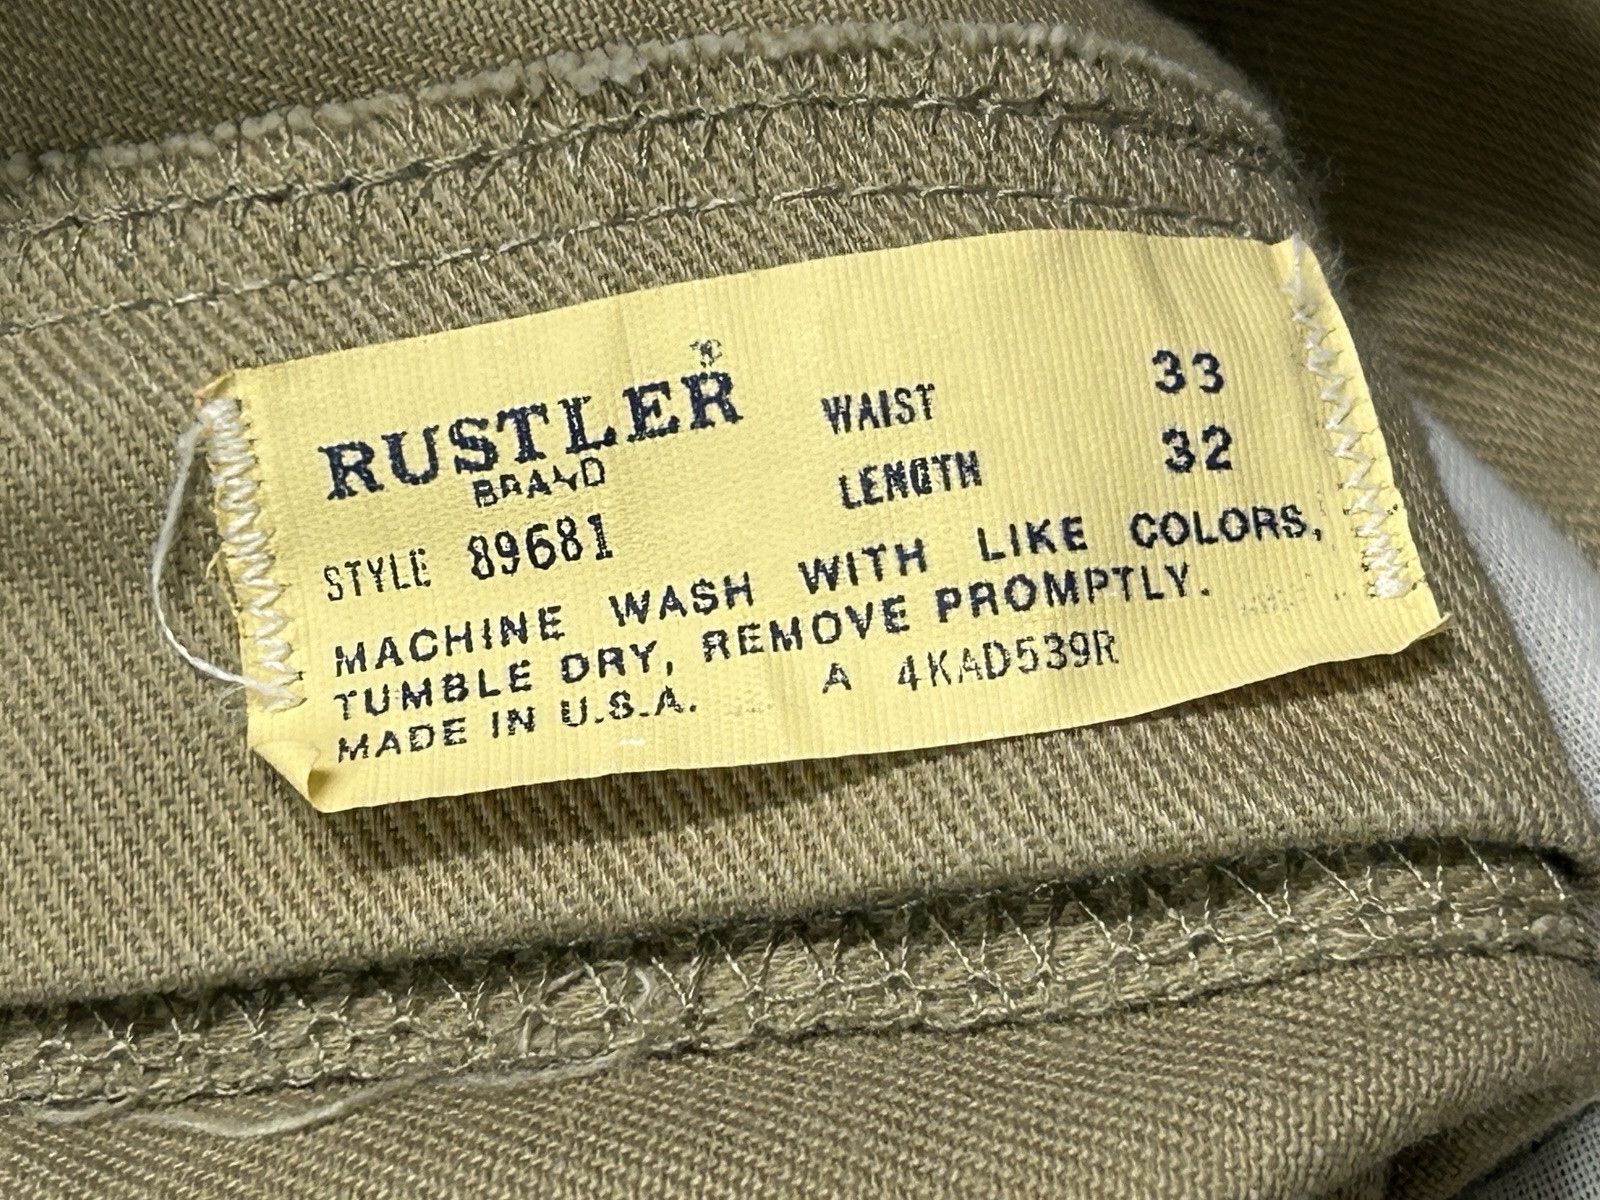 RUSTLER
BRAND
WAIST 33
LENGTH 32
STYLE 89681
MACHINE WASH WITH LIKE COLORS,
TUMBLE DRY, REMOVE PROMPTLY.
MADE IN U.S.A. A 4KAD539R